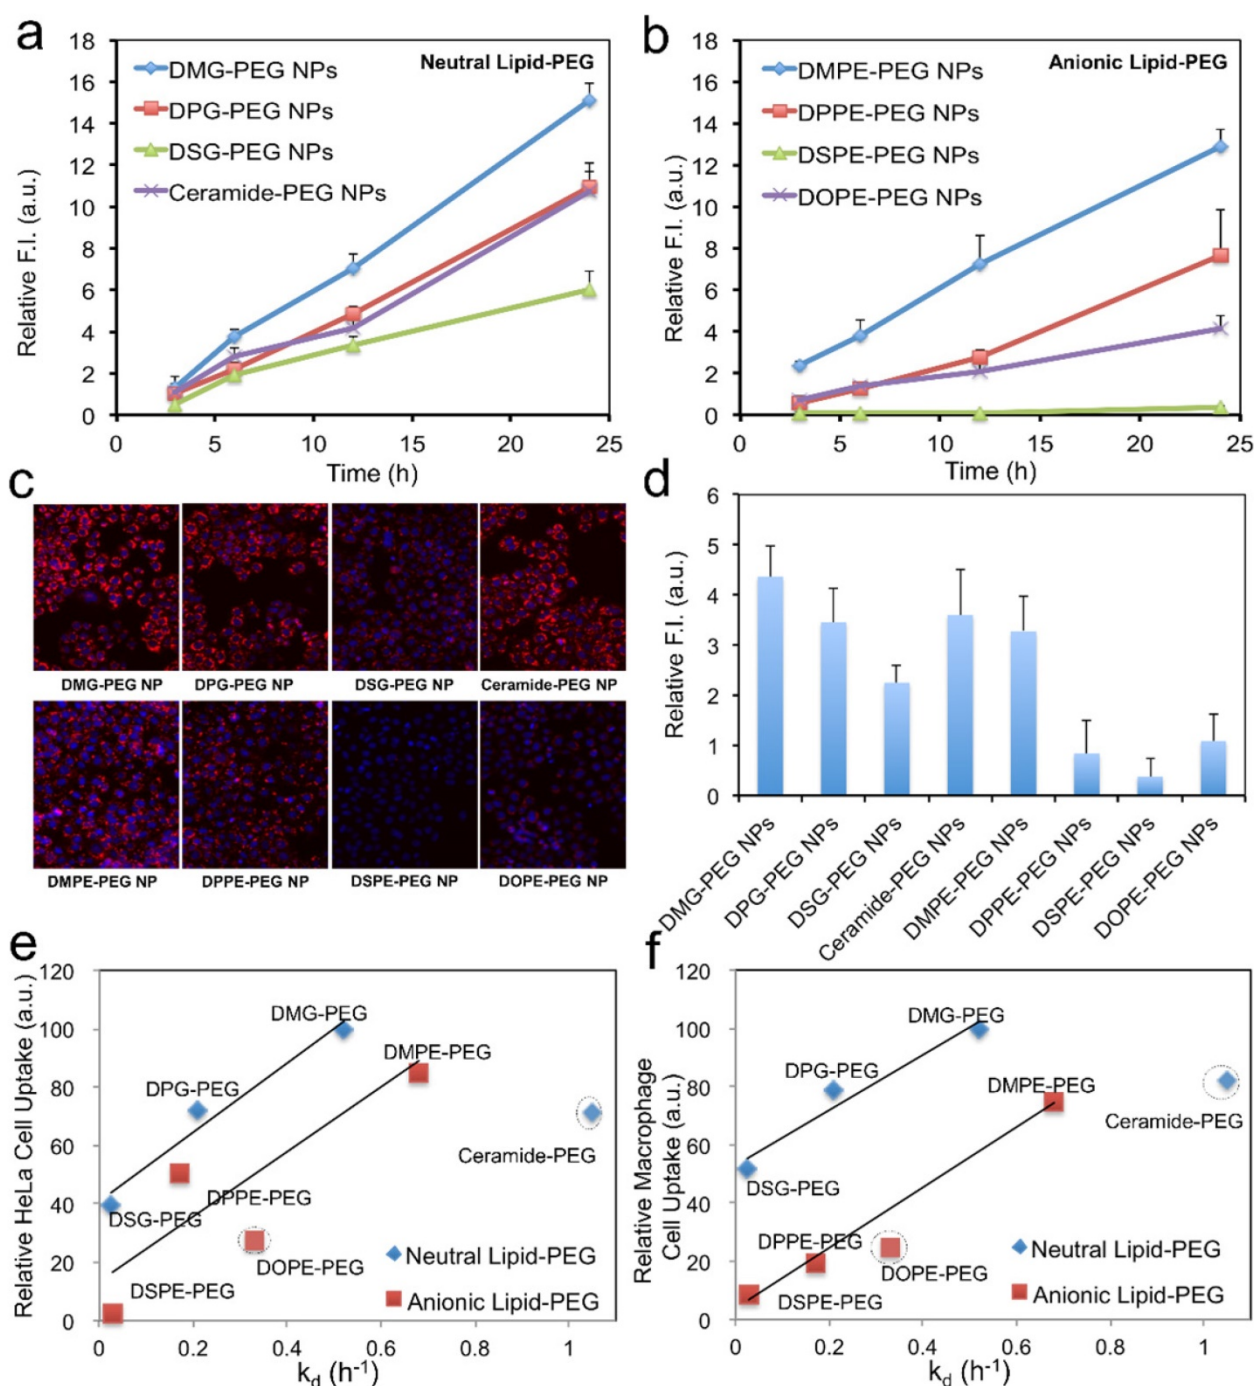 a
18
16
14
12
10
8
6
4
2
0
Relative F.I. (a.u.)
DMG-PEG NPs
DPG-PEG NPs
DSG-PEG NPs
Ceramide-PEG NPs
Neutral Lipid-PEG
0 5 10 15 20 25
Time (h)
b
18
16
14
12
10
8
6
4
2
0
Relative F.I. (a.u.)
DMPE-PEG NPs
DPPE-PEG NPs
DSPE-PEG NPs
DOPE-PEG NPs
Anionic Lipid-PEG
0 5 10 15 20 25
Time (h)
c
DMG-PEG NP DPG-PEG NP DSG-PEG NP Ceramide-PEG NP
DMPE-PEG NP DPPE-PEG NP DSPE-PEG NP DOPE-PEG NP
d
6
5
4
3
2
1
0
Relative F.I. (a.u.)
DMG-PEG NPs
DPG-PEG NPs
DSG-PEG NPs
Ceramide-PEG NPs
DMPE-PEG NPs
DPPE-PEG NPs
DSPE-PEG NPs
DOPE-PEG NPs
e
120
100
80
60
40
20
0
Relative HeLa Cell Uptake (a.u.)
DMG-PEG
DMPE-PEG
DPG-PEG
Ceramide-PEG
DPPE-PEG
DSG-PEG
DOPE-PEG
DSPE-PEG
Neutral Lipid-PEG
Anionic Lipid-PEG
0 0.2 0.4 0.6 0.8 1
kd (h-1)
f
120
100
80
60
40
20
0
Relative Macrophage
Cell Uptake (a.u.)
DMG-PEG
DPG-PEG
DMPE-PEG
Ceramide-PEG
DSG-PEG
DPPE-PEG
DOPE-PEG
DSPE-PEG
Neutral Lipid-PEG
Anionic Lipid-PEG
0 0.2 0.4 0.6 0.8 1
kd (h-1)